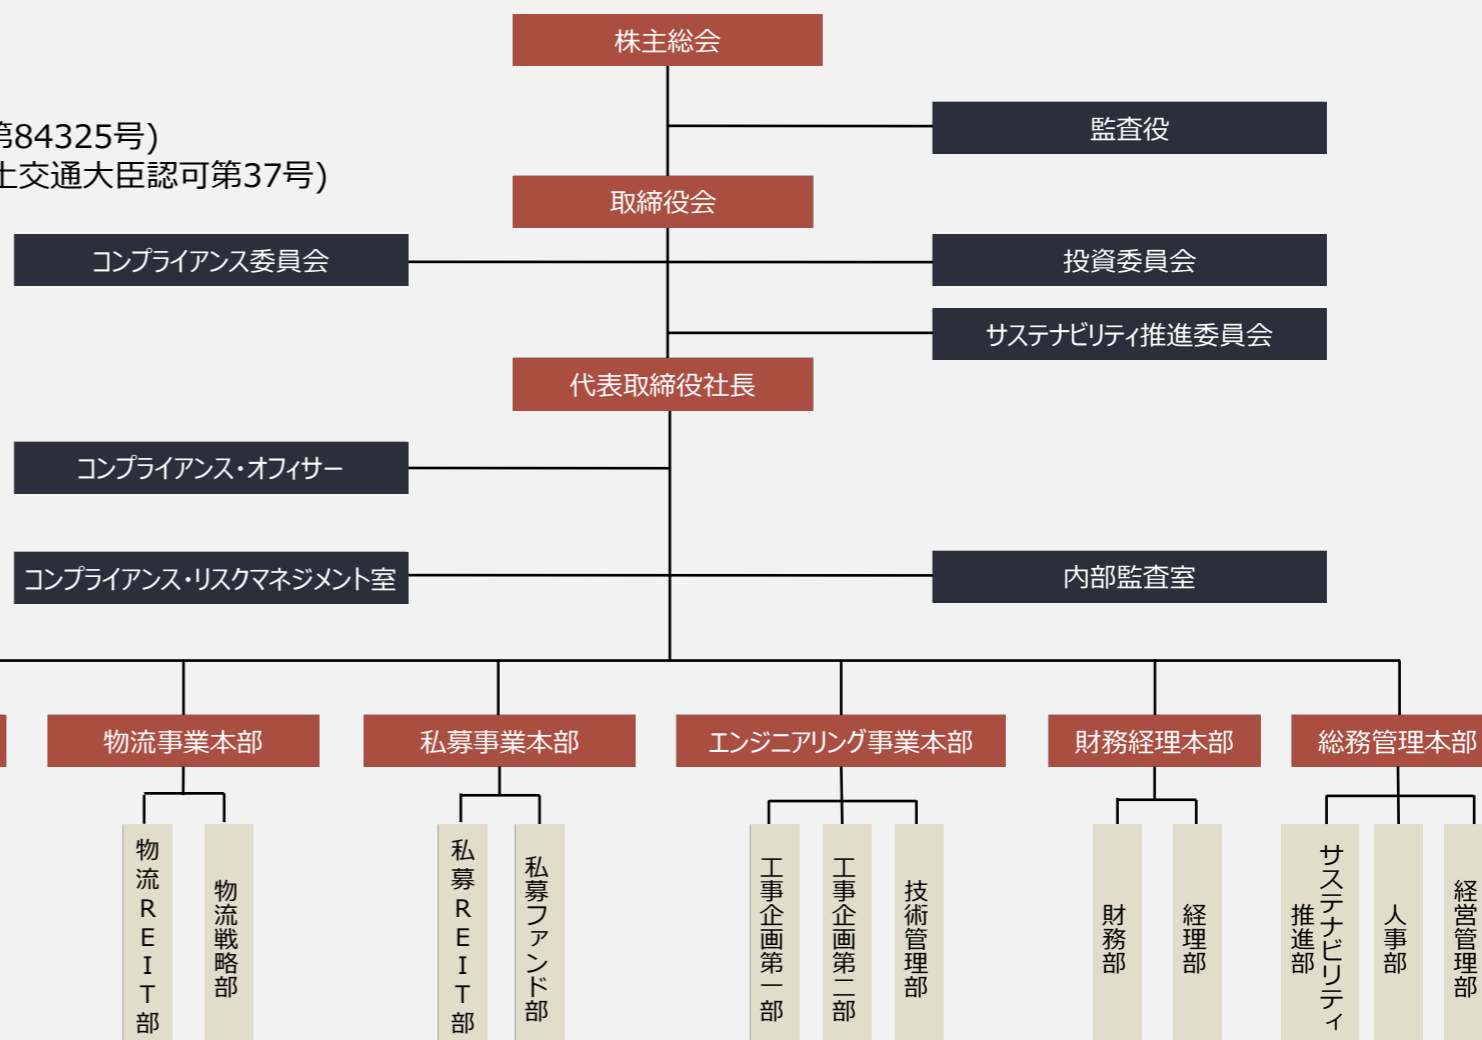 株主総会
第84325号)
監査役
土交通大臣認可第37号)
取締役会
コンプライアンス委員会
投資委員会
サステナビリティ推進委員会
代表取締役社長
コンプライアンス・オフィサー
コンプライアンス・リスクマネジメント室
内部監査室
物流事業本部
私募事業本部
エンジニアリング事業本部
財務経理本部
総務管理本部
物流REIT部
物流戦略部
私募REIT部
私募ファンド部
工事企画第一部
工事企画第二部
技術管理部
財務部
経理部
サステナビリティ
推進部
人事部
経営管理部